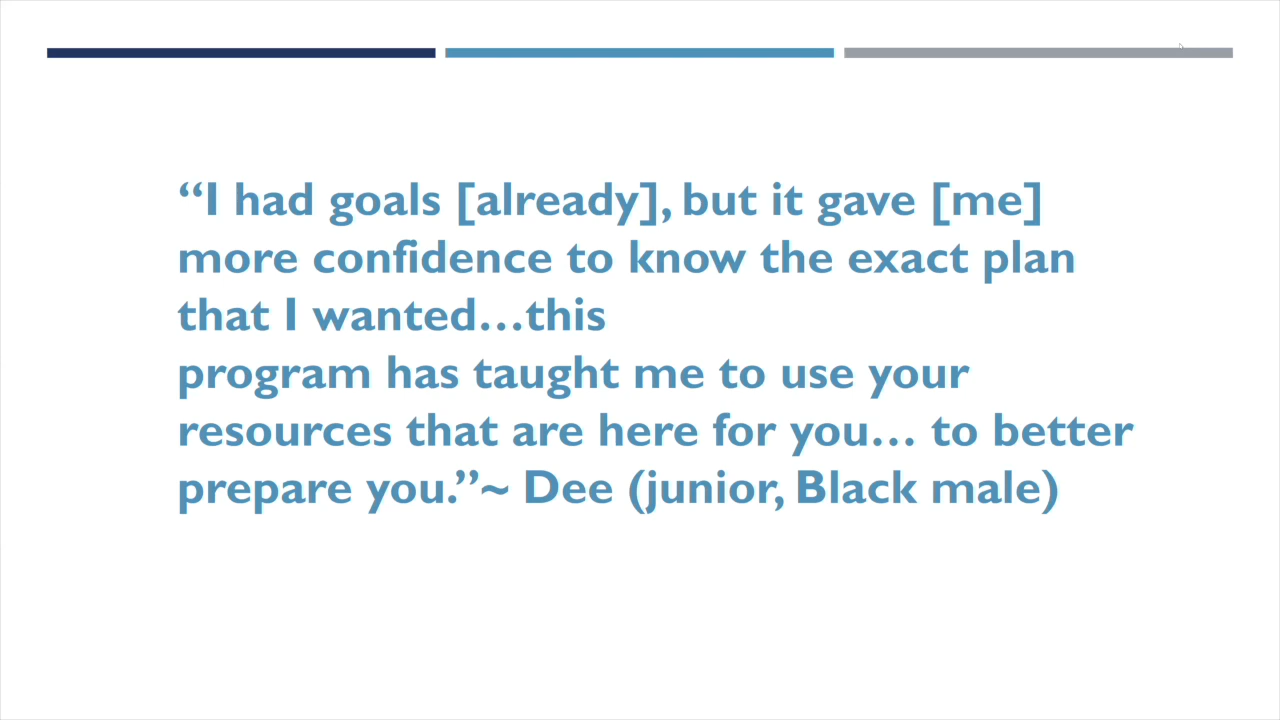 “I had goals [already], but it gave [me]
more confidence to know the exact plan
that I wanted…this
program has taught me to use your
resources that are here for you… to better
prepare you.”~ Dee (junior, Black male)